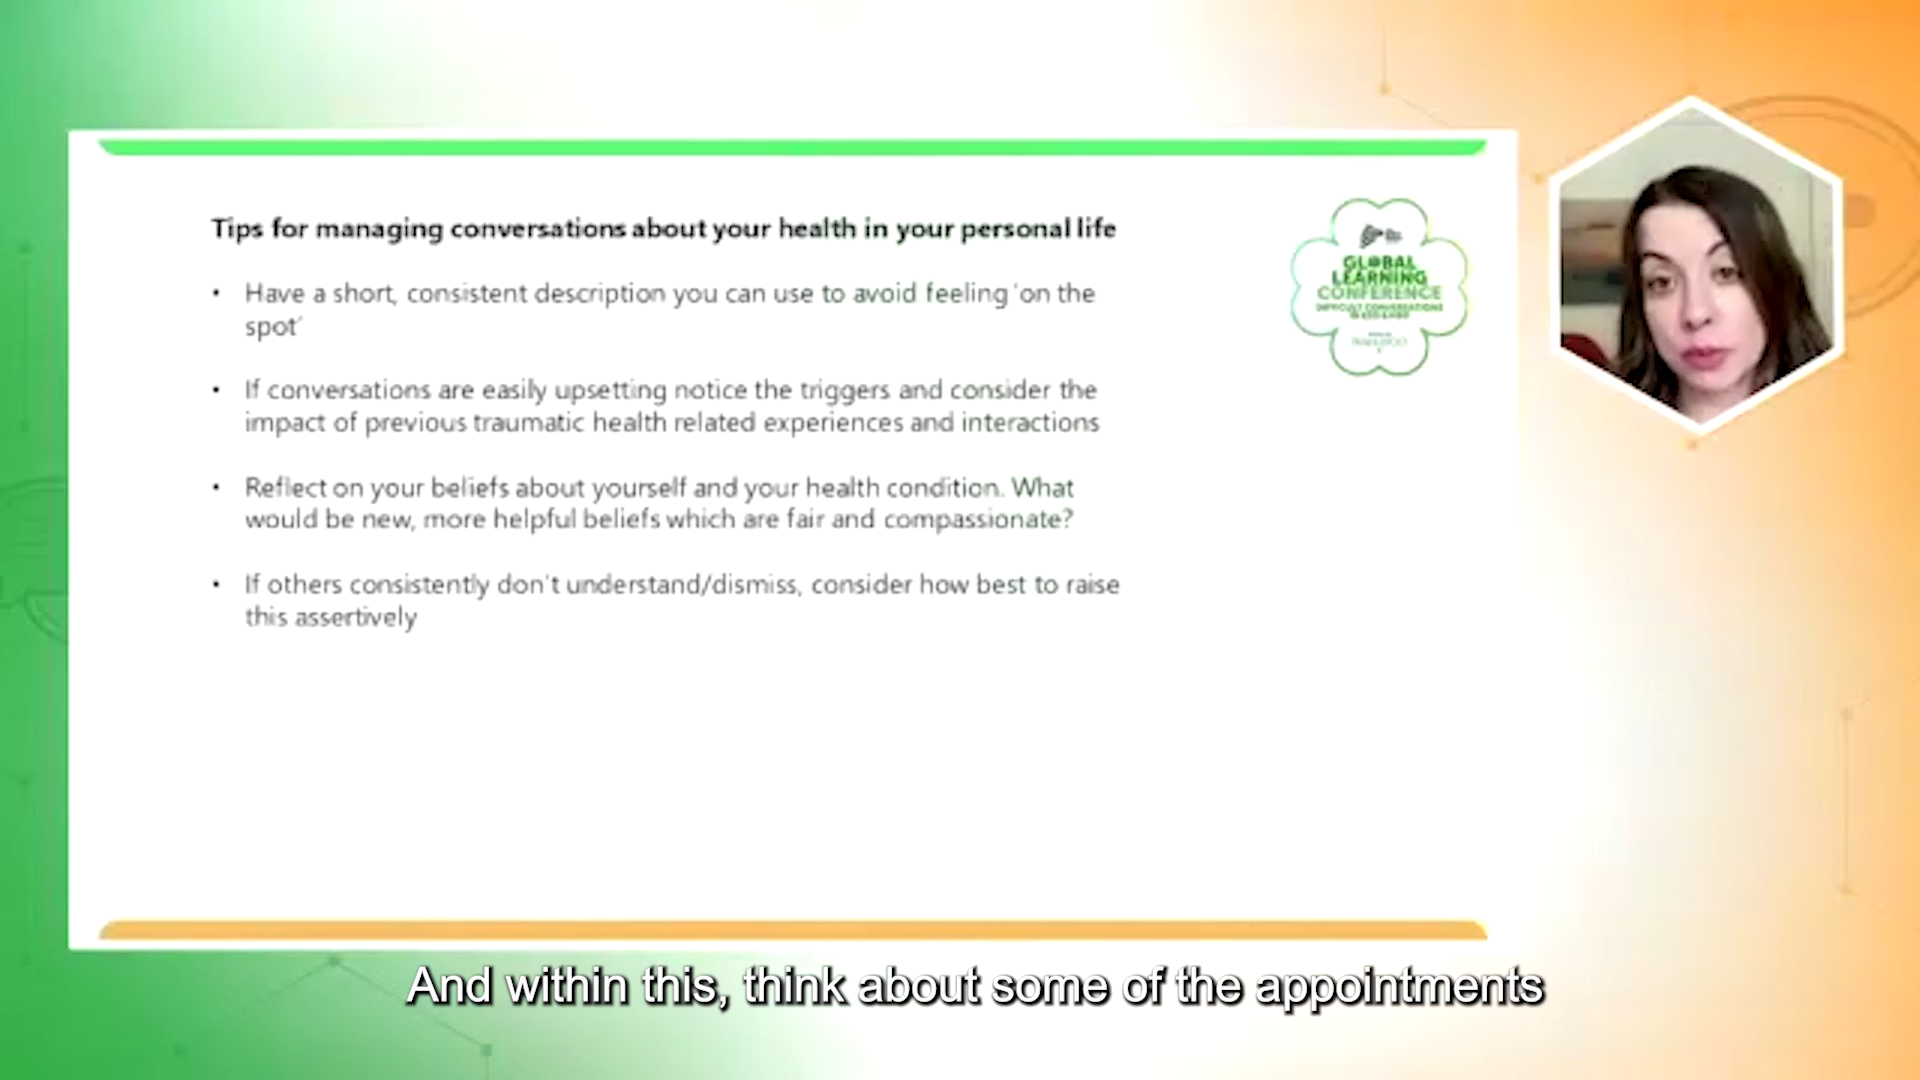 Tips for managing conversations about your health in your personal life
• Have a short, consistent description you can use to avoid feeling 'on the
spot'
• If conversations are easily upsetting notice the triggers and consider the
impact of previous traumatic health related experiences and interactions
• Reflect on your beliefs about yourself and your health condition. What
would be new, more helpful beliefs which are fair and compassionate?
• If others consistently don't understand/dismiss, consider how best to raise
this assertively
GLOBAL
LEARNING
CONFERENCE
DIFFICULT CONVERSATIONS
And within this, think about some of the appointments